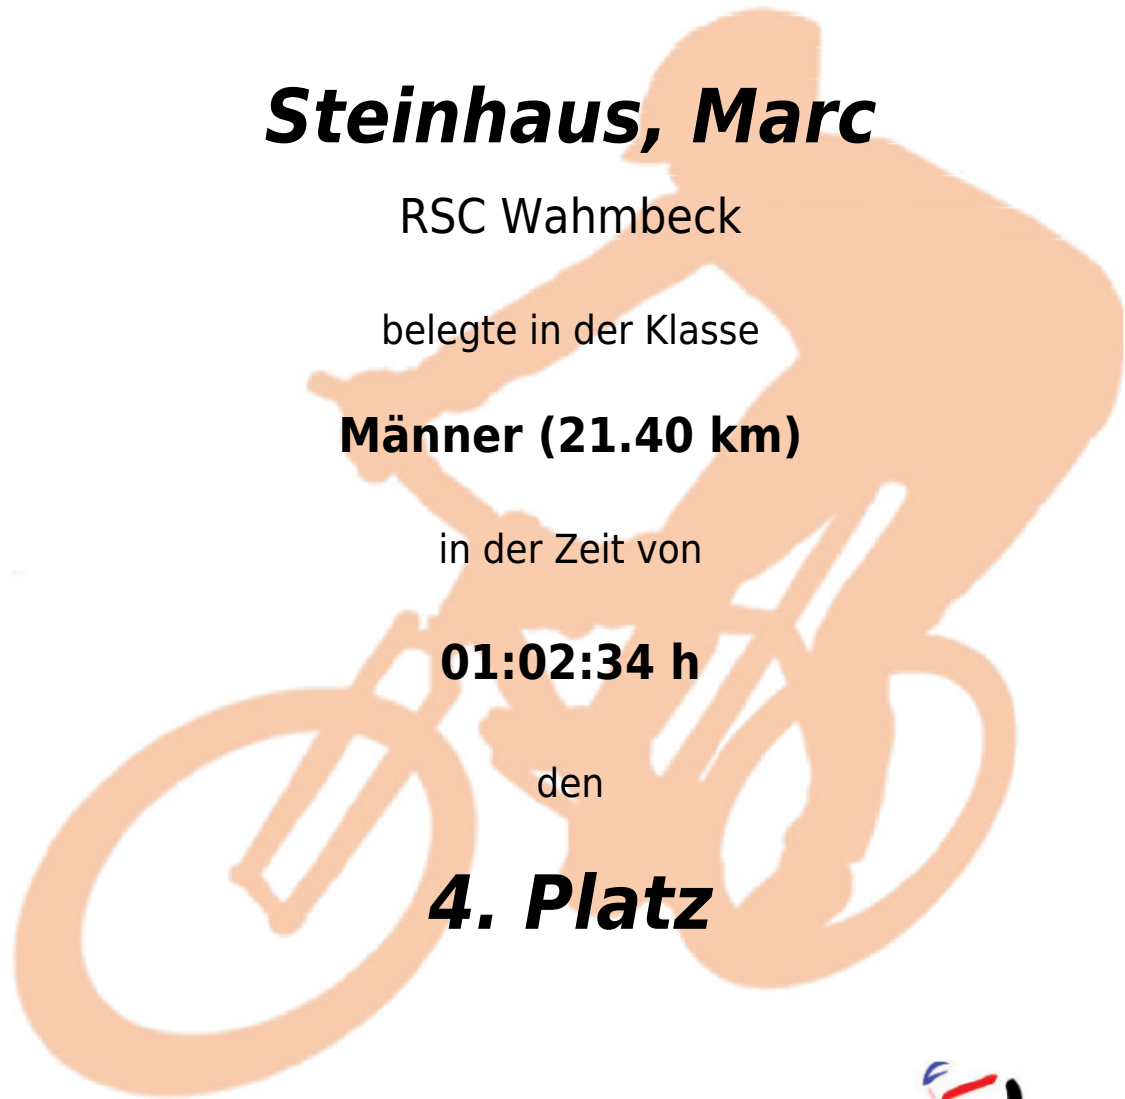 Steinhaus, Marc
RSC Wahmbeck
belegte in der Klasse
Männer (21.40 km)
in der Zeit von
01:02:34 h
den
4. Platz